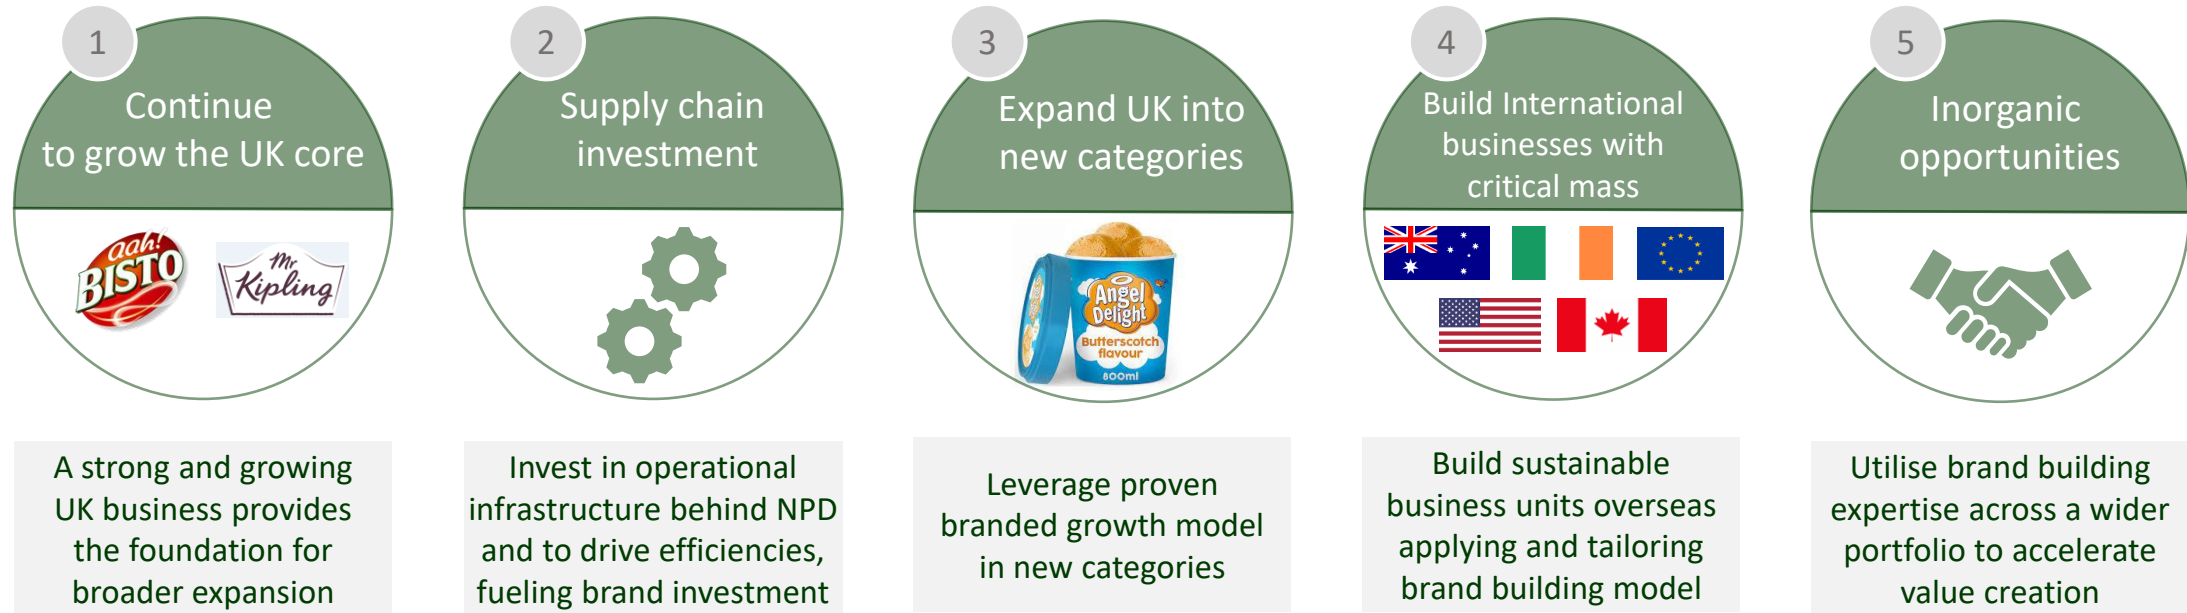 1
Continue
to grow the UK core
aah!
BISTO
Mr
Kipling
A strong and growing
UK business provides
the foundation for
broader expansion
2
Supply chain
investment
Invest in operational
infrastructure behind NPD
and to drive efficiencies,
fueling brand investment
3
Expand UK into
new categories
Angel
Delight
Butterscotch
flavour
800ml
Leverage proven
branded growth model
in new categories
4
Build International
businesses with
critical mass
Build sustainable
business units overseas
applying and tailoring
brand building model
5
Inorganic
opportunities
Utilise brand building
expertise across a wider
portfolio to accelerate
value creation